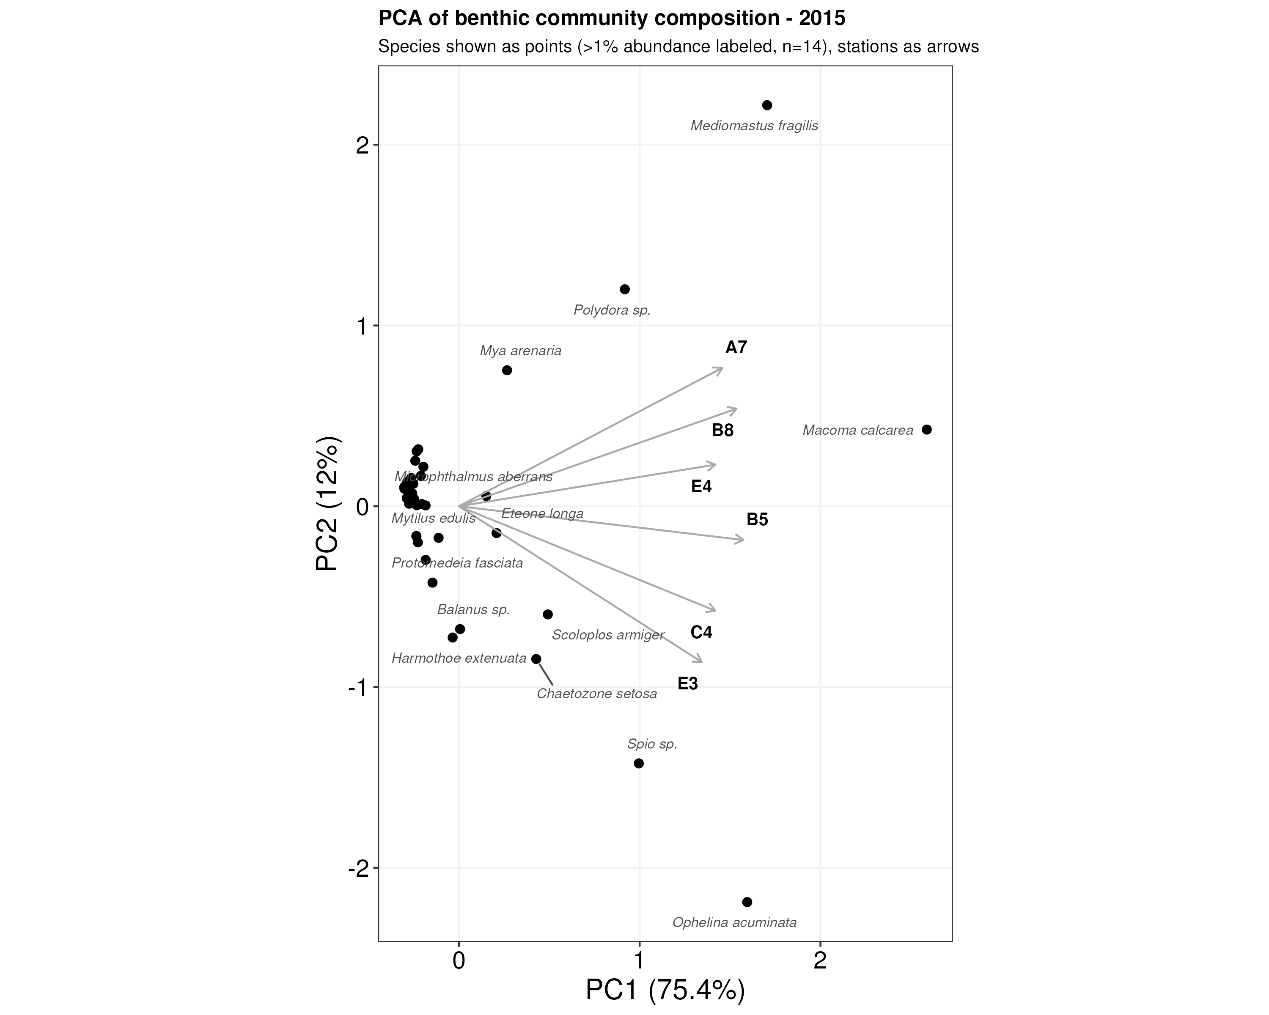 PCA of benthic community composition - 2015
Species shown as points (>1% abundance labeled, n=14), stations as arrows
Mediomastus fragilis
2
Polydora sp.
1
A7
Mya arenaria
B8
Macoma calcarea
Microphthalmus aberrans
E4
0
Eteone longa
Mytilus edulis
B5
Protomedeia fasciata
Balanus sp.
C4
Scoloplos armiger
Harmothoe extenuata
E3
-1
Chaetozone setosa
Spio sp.
-2
Ophelina acuminata
0
1
2
PC1 (75.4%)
PC2 (12%)